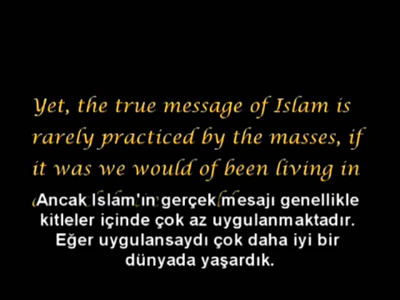 Yet, the true message of Islam is
rarely practiced by the masses, if
it was we would of been living in
Ancak Islam'ın gerçek mesajı genellikle
kitleler içinde çok az uygulanmaktadır.
Eğer uygulansaydı çok daha iyi bir
dünyada yaşardık.